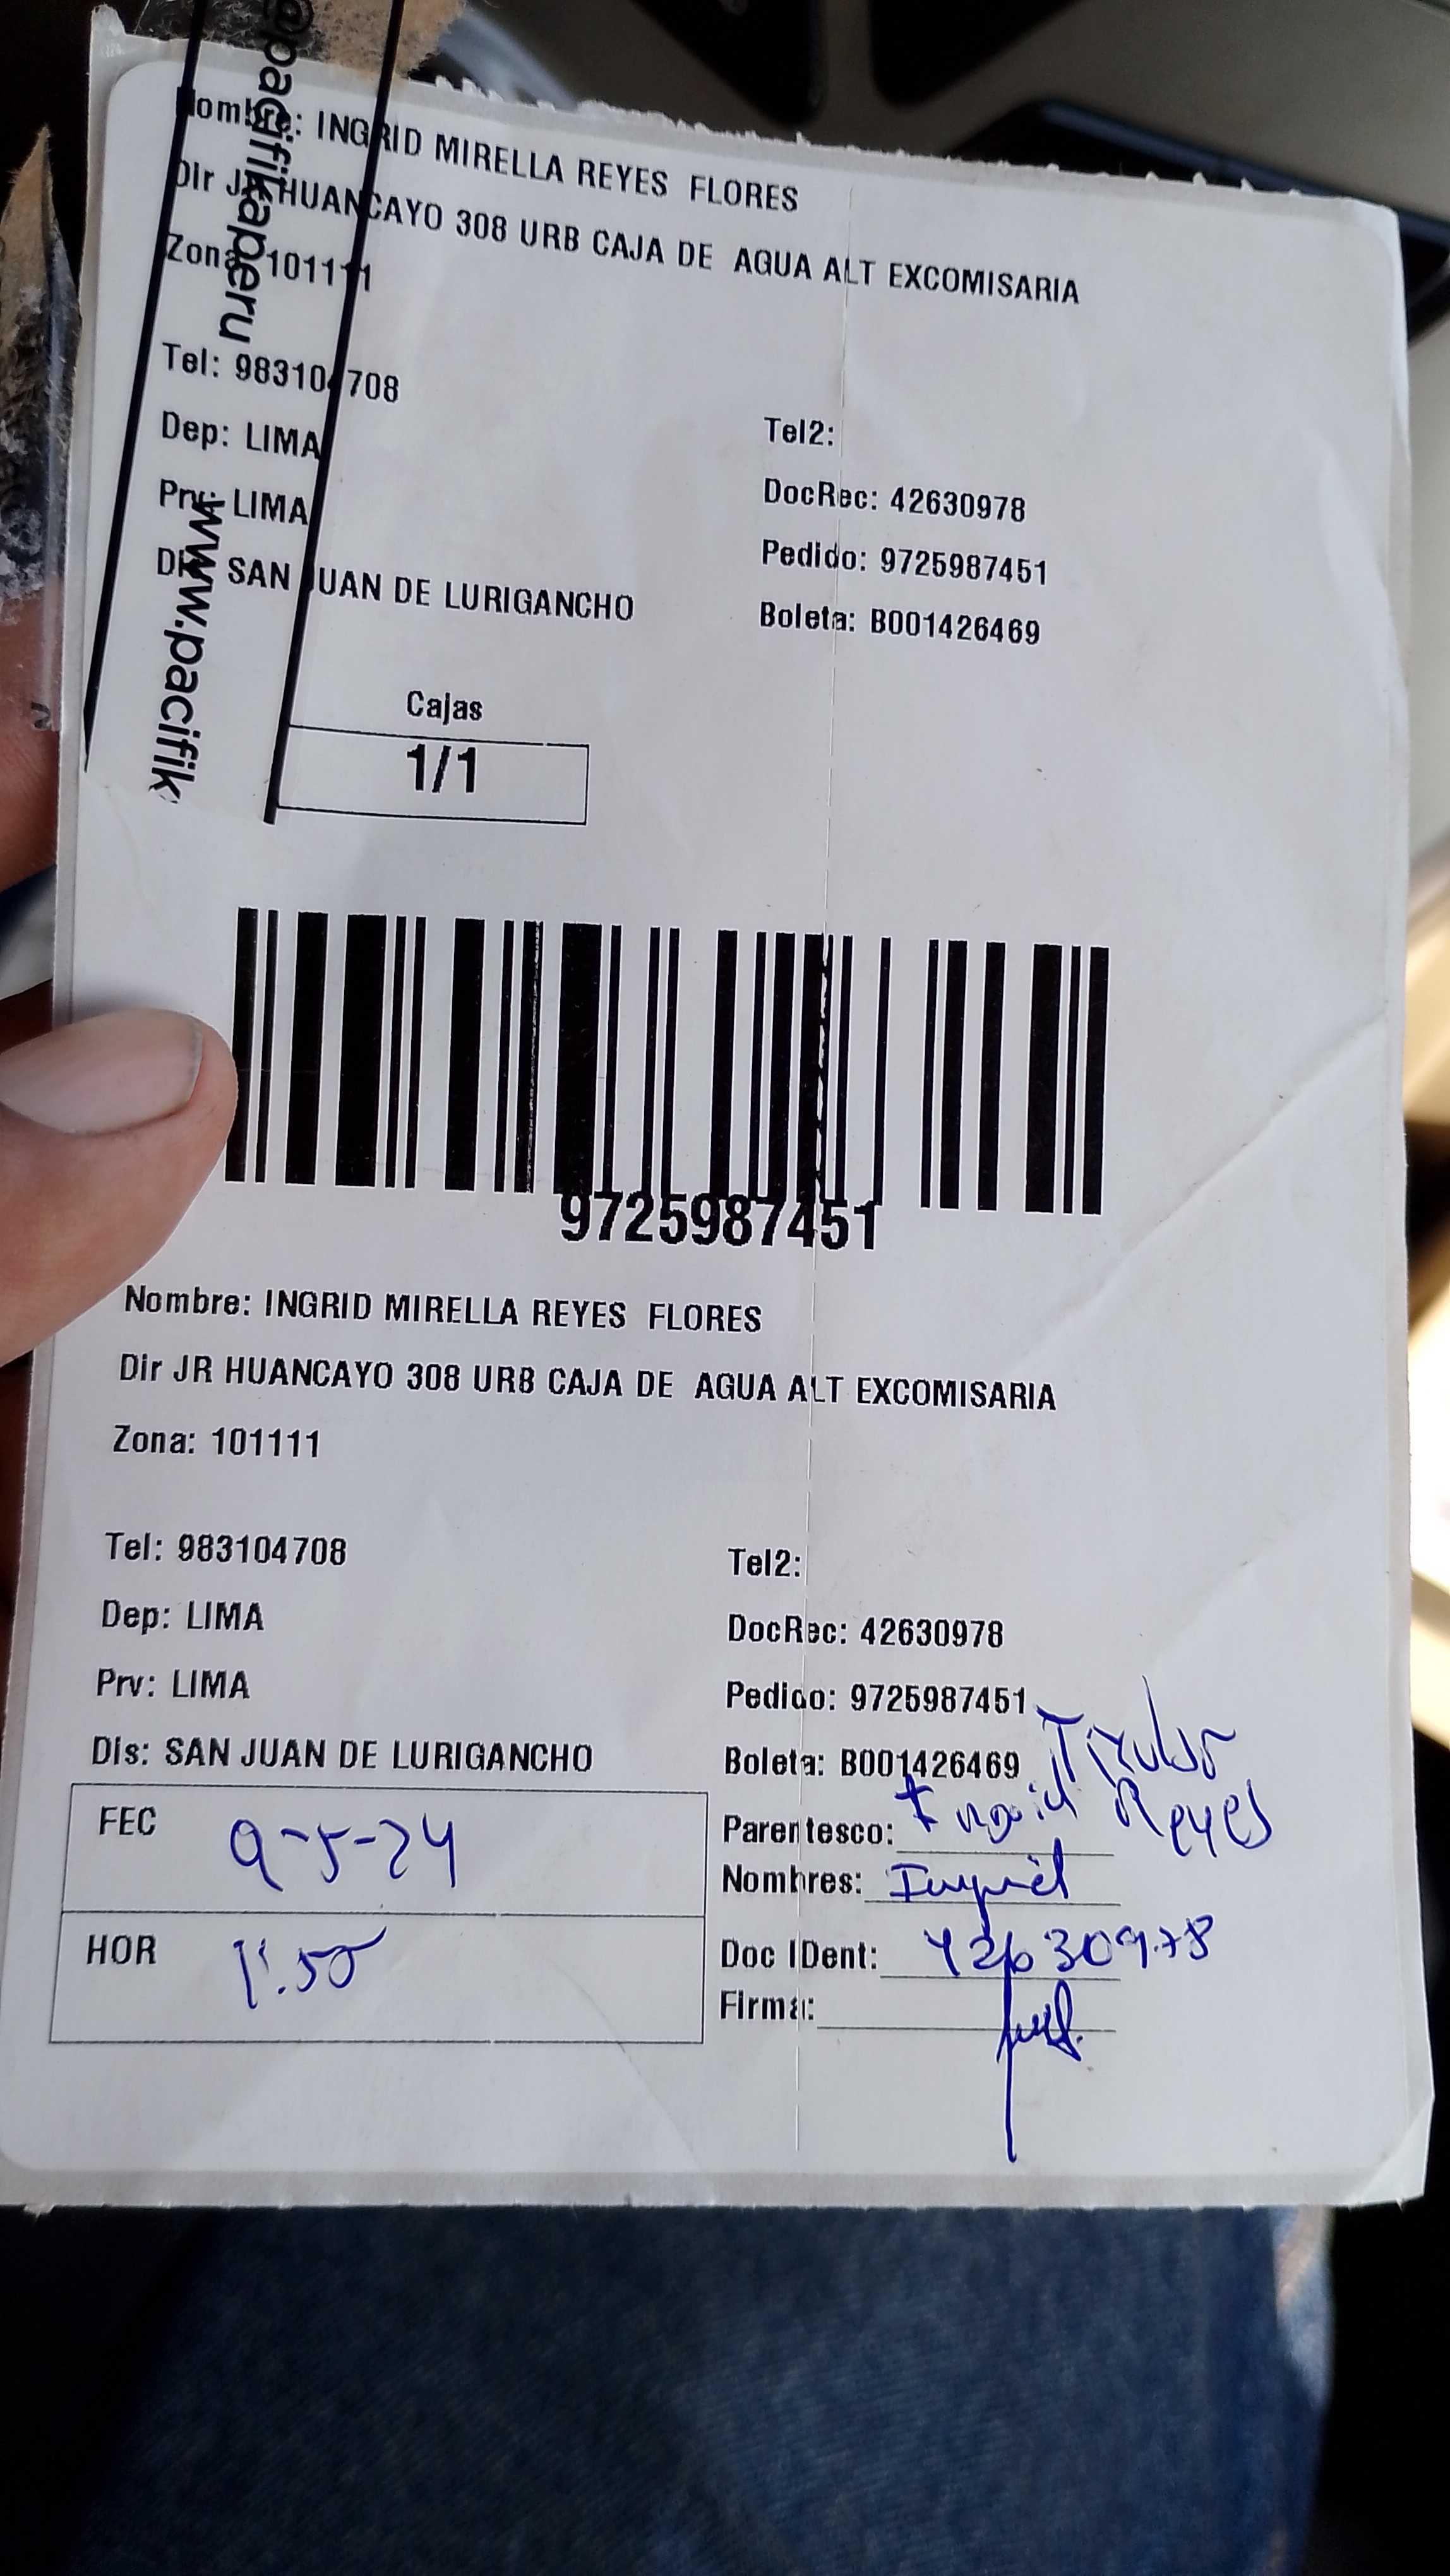 @pacifikaperu
www.pacifik
Nombre: INGRID MIRELLA REYES FLORES
Dir JR HUANCAYO 308 URB CAJA DE AGUA ALT EXCOMISARIA
Zona: 101111
Tel: 983104708
Tel2:
Dep: LIMA
DocRec: 42630978
Prv: LIMA
Pedido: 9725987451
Dis: SAN JUAN DE LURIGANCHO
Boleta: B001426469
Cajas
1/1
9725987451
Nombre: INGRID MIRELLA REYES FLORES
Dir JR HUANCAYO 308 URB CAJA DE AGUA ALT EXCOMISARIA
Zona: 101111
Tel: 983104708
Tel2:
Dep: LIMA
DocRec: 42630978
Prv: LIMA
Pedido: 9725987451
Titular
Dis: SAN JUAN DE LURIGANCHO
Boleta: B001426469
FEC 9-5-24
Parentesco: Ingrid Reyes
Nombres: Ingrid
HOR
Doc IDent: 42630978
Firma: